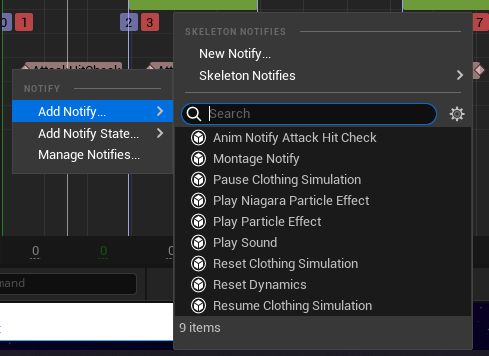 0
1
2
3
7
SKELETON NOTIFIES
New Notify...
Skeleton Notifies
Search
Anim Notify Attack Hit Check
Montage Notify
Pause Clothing Simulation
Play Niagara Particle Effect
Play Particle Effect
Play Sound
Reset Clothing Simulation
Reset Dynamics
Resume Clothing Simulation
9 items
AttackHitCheck
NOTIFY
Add Notify...
Add Notify State...
Manage Notifies...
0
0